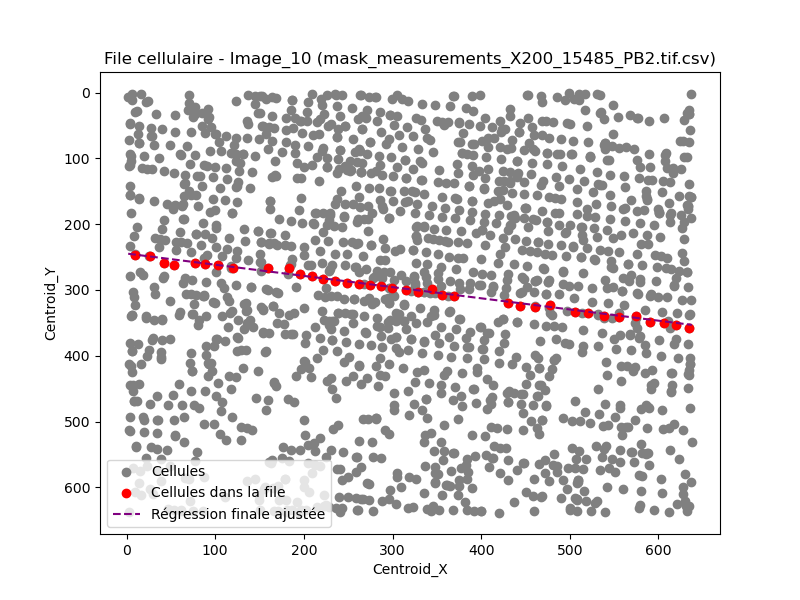 File cellulaire - Image_10 (mask_measurements_X200_15485_PB2.tif.csv)
0
100
200
300
400
500
600
Centroid_Y
Cellules
Cellules dans la file
Régression finale ajustée
0 100 200 300 400 500 600
Centroid_X